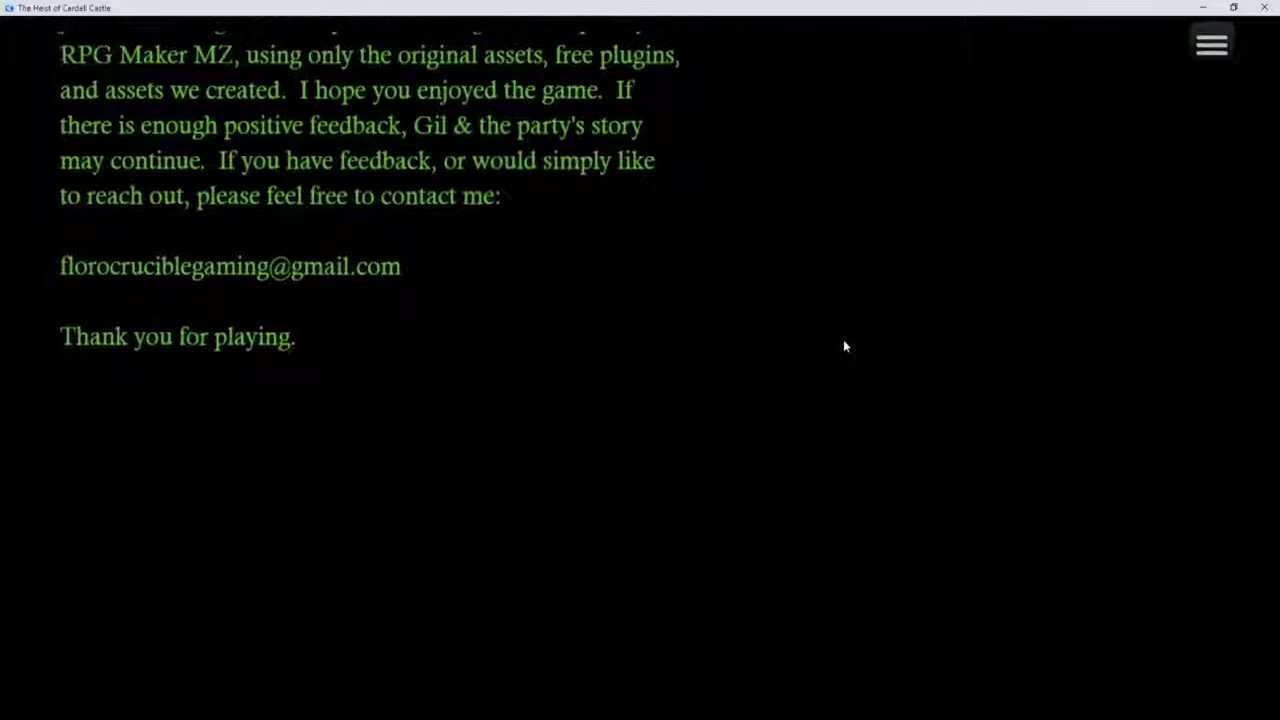 The Heist of Cardall Castle
RPG Maker MZ, using only the original assets, free plugins,
and assets we created.  I hope you enjoyed the game.  If
there is enough positive feedback, Gil & the party's story
may continue.  If you have feedback, or would simply like
to reach out, please feel free to contact me:
florocruciblegaming@gmail.com
Thank you for playing.